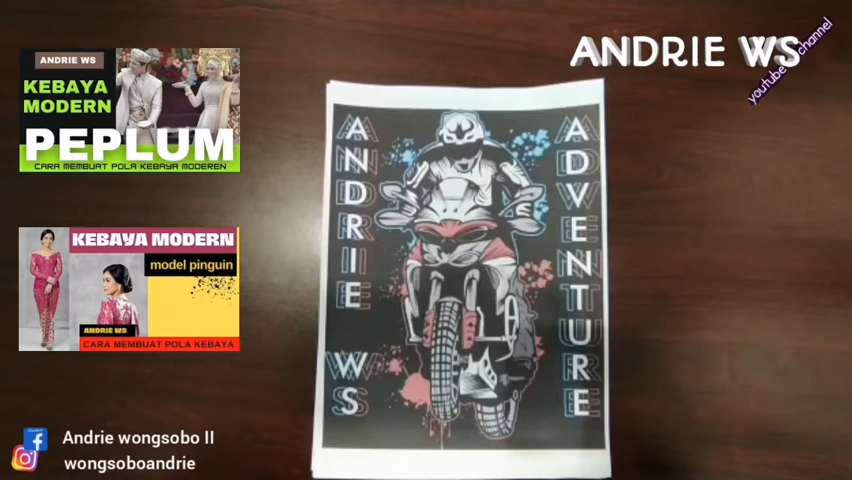 ANDRIE WS
youtube channel
ANDRIE WS
KEBAYA
MODERN
PEPLUM
CARA MEMBUAT POLA KEBAYA MODEREN
KEBAYA MODERN
model pinguin
ANDRIE WS
CARA MEMBUAT POLA KEBAYA
ANDRIE WS
ADVENTURE
Andrie wongsobo II
wongsoboandrie